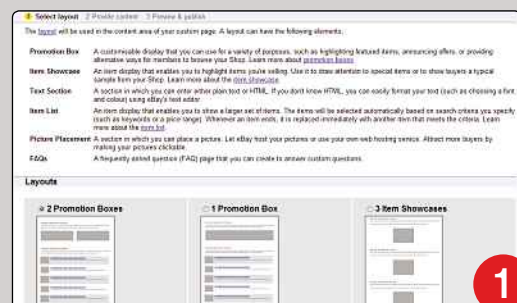 1 Select layout 2 Provide content 3 Preview & publish
The layout will be used in the content area of your custom page. A layout can have the following elements.
Promotion Box A customisable display that you can use for a variety of purposes, such as highlighting featured items, announcing offers, or providing
alternative ways for members to browse your Shop. Learn more about promotion boxes
Item Showcase An item display that enables you to highlight items you're selling. Use it to draw attention to special items or to show buyers a typical
sample from your Shop. Learn more about the item showcase
Text Section A section in which you can enter either plain text or HTML. If you don't know HTML, you can easily format your text (such as choosing a font
and colour) using eBay's text editor
Item List An item display that enables you to show a larger set of items. The items will be selected automatically based on search criteria you specify
(such as keywords or a price range). Whenever an item ends, it is replaced immediately with another item that meets the criteria. Learn
more about the item list.
Picture Placement A section in which you can place a picture. Let eBay host your pictures or use your own web hosting service. Attract more buyers by
making your pictures clickable.
FAQs A frequently asked question (FAQ) page that you can create to answer custom questions.
Layouts
2 Promotion Boxes 1 Promotion Box 3 Item Showcases
1